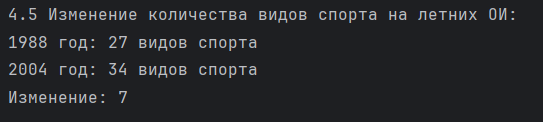 4.5 Изменение количества видов спорта на летних ОИ:
1988 год: 27 видов спорта
2004 год: 34 видов спорта
Изменение: 7